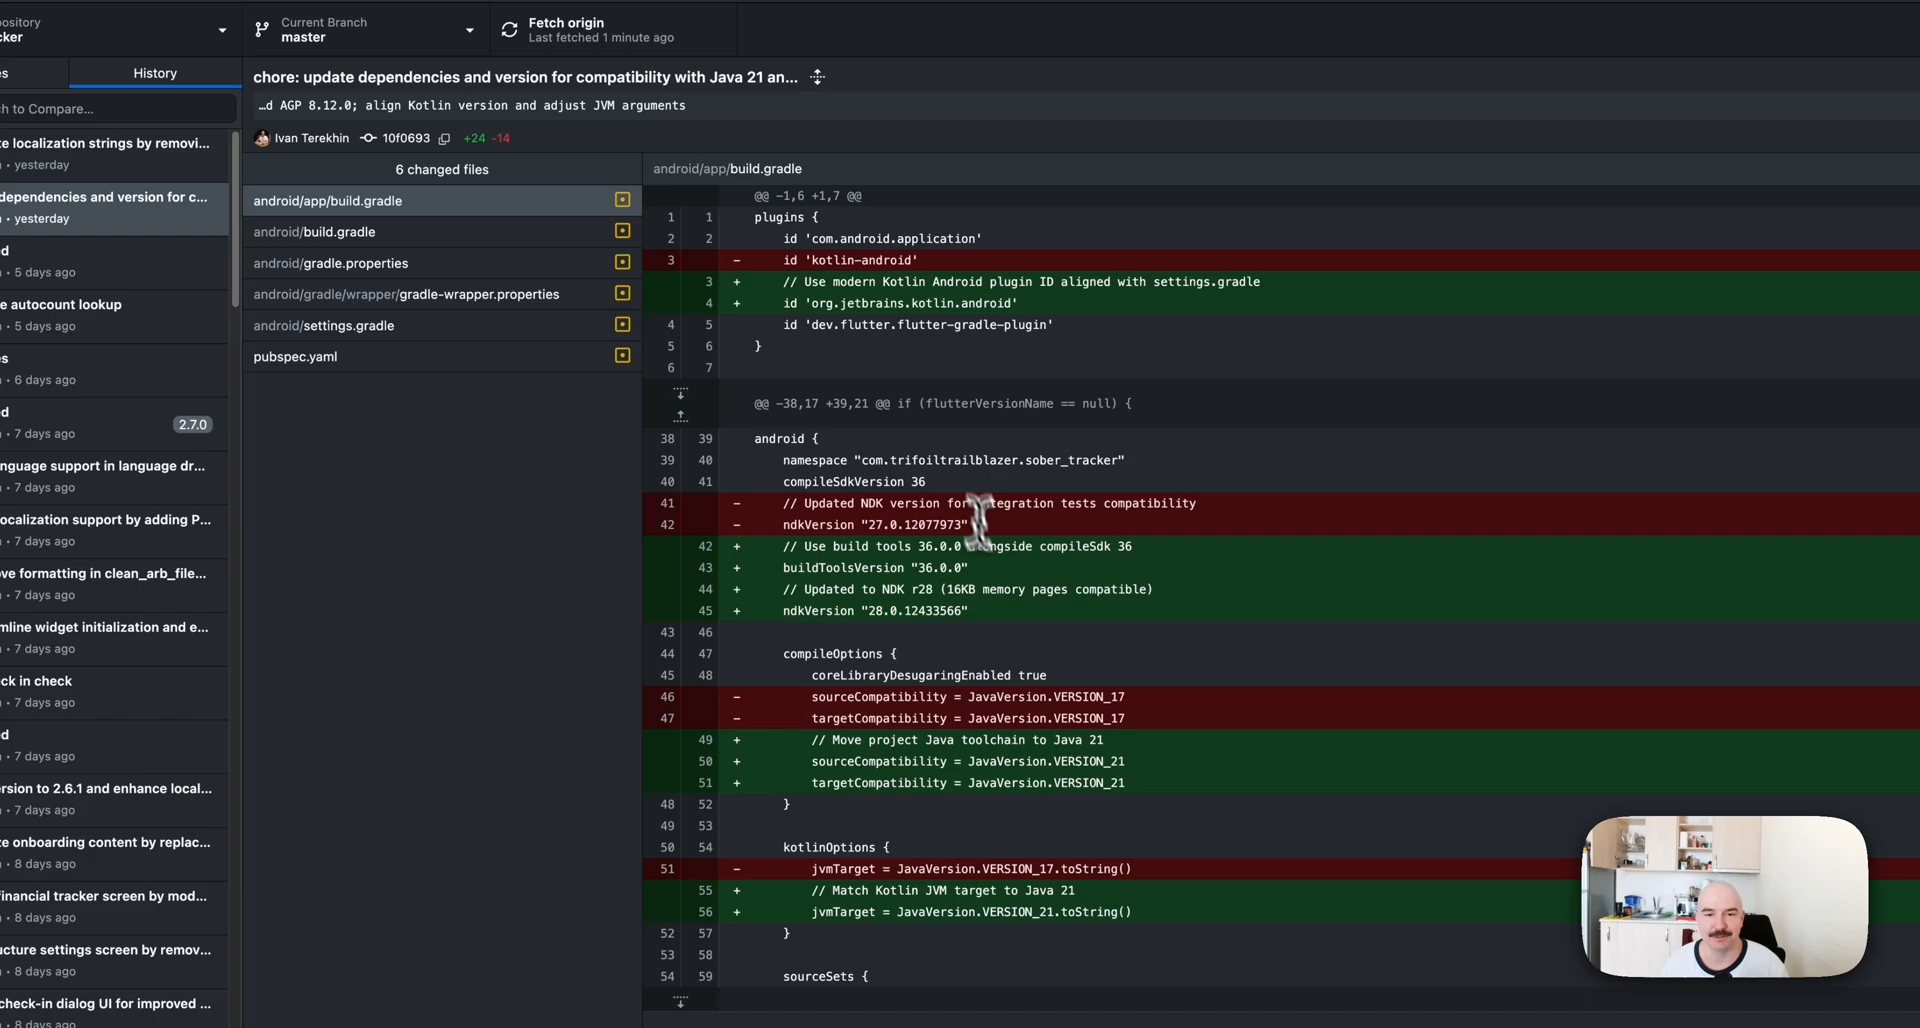 pository
cker
Current Branch
master
Fetch origin
Last fetched 1 minute ago
es
History
ch to Compare...
te localization strings by removi...
• yesterday
dependencies and version for c...
• yesterday
d
• 5 days ago
e autocount lookup
• 5 days ago
s
• 6 days ago
d
• 7 days ago
2.7.0
nguage support in language dr...
• 7 days ago
ocalization support by adding P...
• 7 days ago
ve formatting in clean_arb_file...
• 7 days ago
mline widget initialization and e...
• 7 days ago
ck in check
• 7 days ago
d
• 7 days ago
ersion to 2.6.1 and enhance local...
• 7 days ago
ze onboarding content by replac...
• 8 days ago
financial tracker screen by mod...
• 8 days ago
ucture settings screen by remov...
• 8 days ago
check-in dialog UI for improved ...
• 8 days ago
chore: update dependencies and version for compatibility with Java 21 an...
…d AGP 8.12.0; align Kotlin version and adjust JVM arguments
Ivan Terekhin 10f0693 +24 -14
6 changed files
android/app/build.gradle
android/build.gradle
android/gradle.properties
android/gradle/wrapper/gradle-wrapper.properties
android/settings.gradle
pubspec.yaml
android/app/build.gradle
@@ -1,6 +1,7 @@
1 1 plugins {
2 2 id 'com.android.application'
3 - id 'kotlin-android'
3 + // Use modern Kotlin Android plugin ID aligned with settings.gradle
4 + id 'org.jetbrains.kotlin.android'
4 5 id 'dev.flutter.flutter-gradle-plugin'
5 6 }
6 7
@@ -38,17 +39,21 @@ if (flutterVersionName == null) {
38 39 android {
39 40 namespace "com.trifoiltrailblazer.sober_tracker"
40 41 compileSdkVersion 36
41 - // Updated NDK version for integration tests compatibility
42 - ndkVersion "27.0.12077973"
42 + // Use build tools 36.0.0 alongside compileSdk 36
43 + buildToolsVersion "36.0.0"
44 + // Updated to NDK r28 (16KB memory pages compatible)
45 + ndkVersion "28.0.12433566"
43 46
44 47 compileOptions {
45 48 coreLibraryDesugaringEnabled true
46 - sourceCompatibility = JavaVersion.VERSION_17
47 - targetCompatibility = JavaVersion.VERSION_17
49 + // Move project Java toolchain to Java 21
50 + sourceCompatibility = JavaVersion.VERSION_21
51 + targetCompatibility = JavaVersion.VERSION_21
48 52 }
49 53
50 54 kotlinOptions {
51 - jvmTarget = JavaVersion.VERSION_17.toString()
55 + // Match Kotlin JVM target to Java 21
56 + jvmTarget = JavaVersion.VERSION_21.toString()
52 57 }
53 58
54 59 sourceSets {